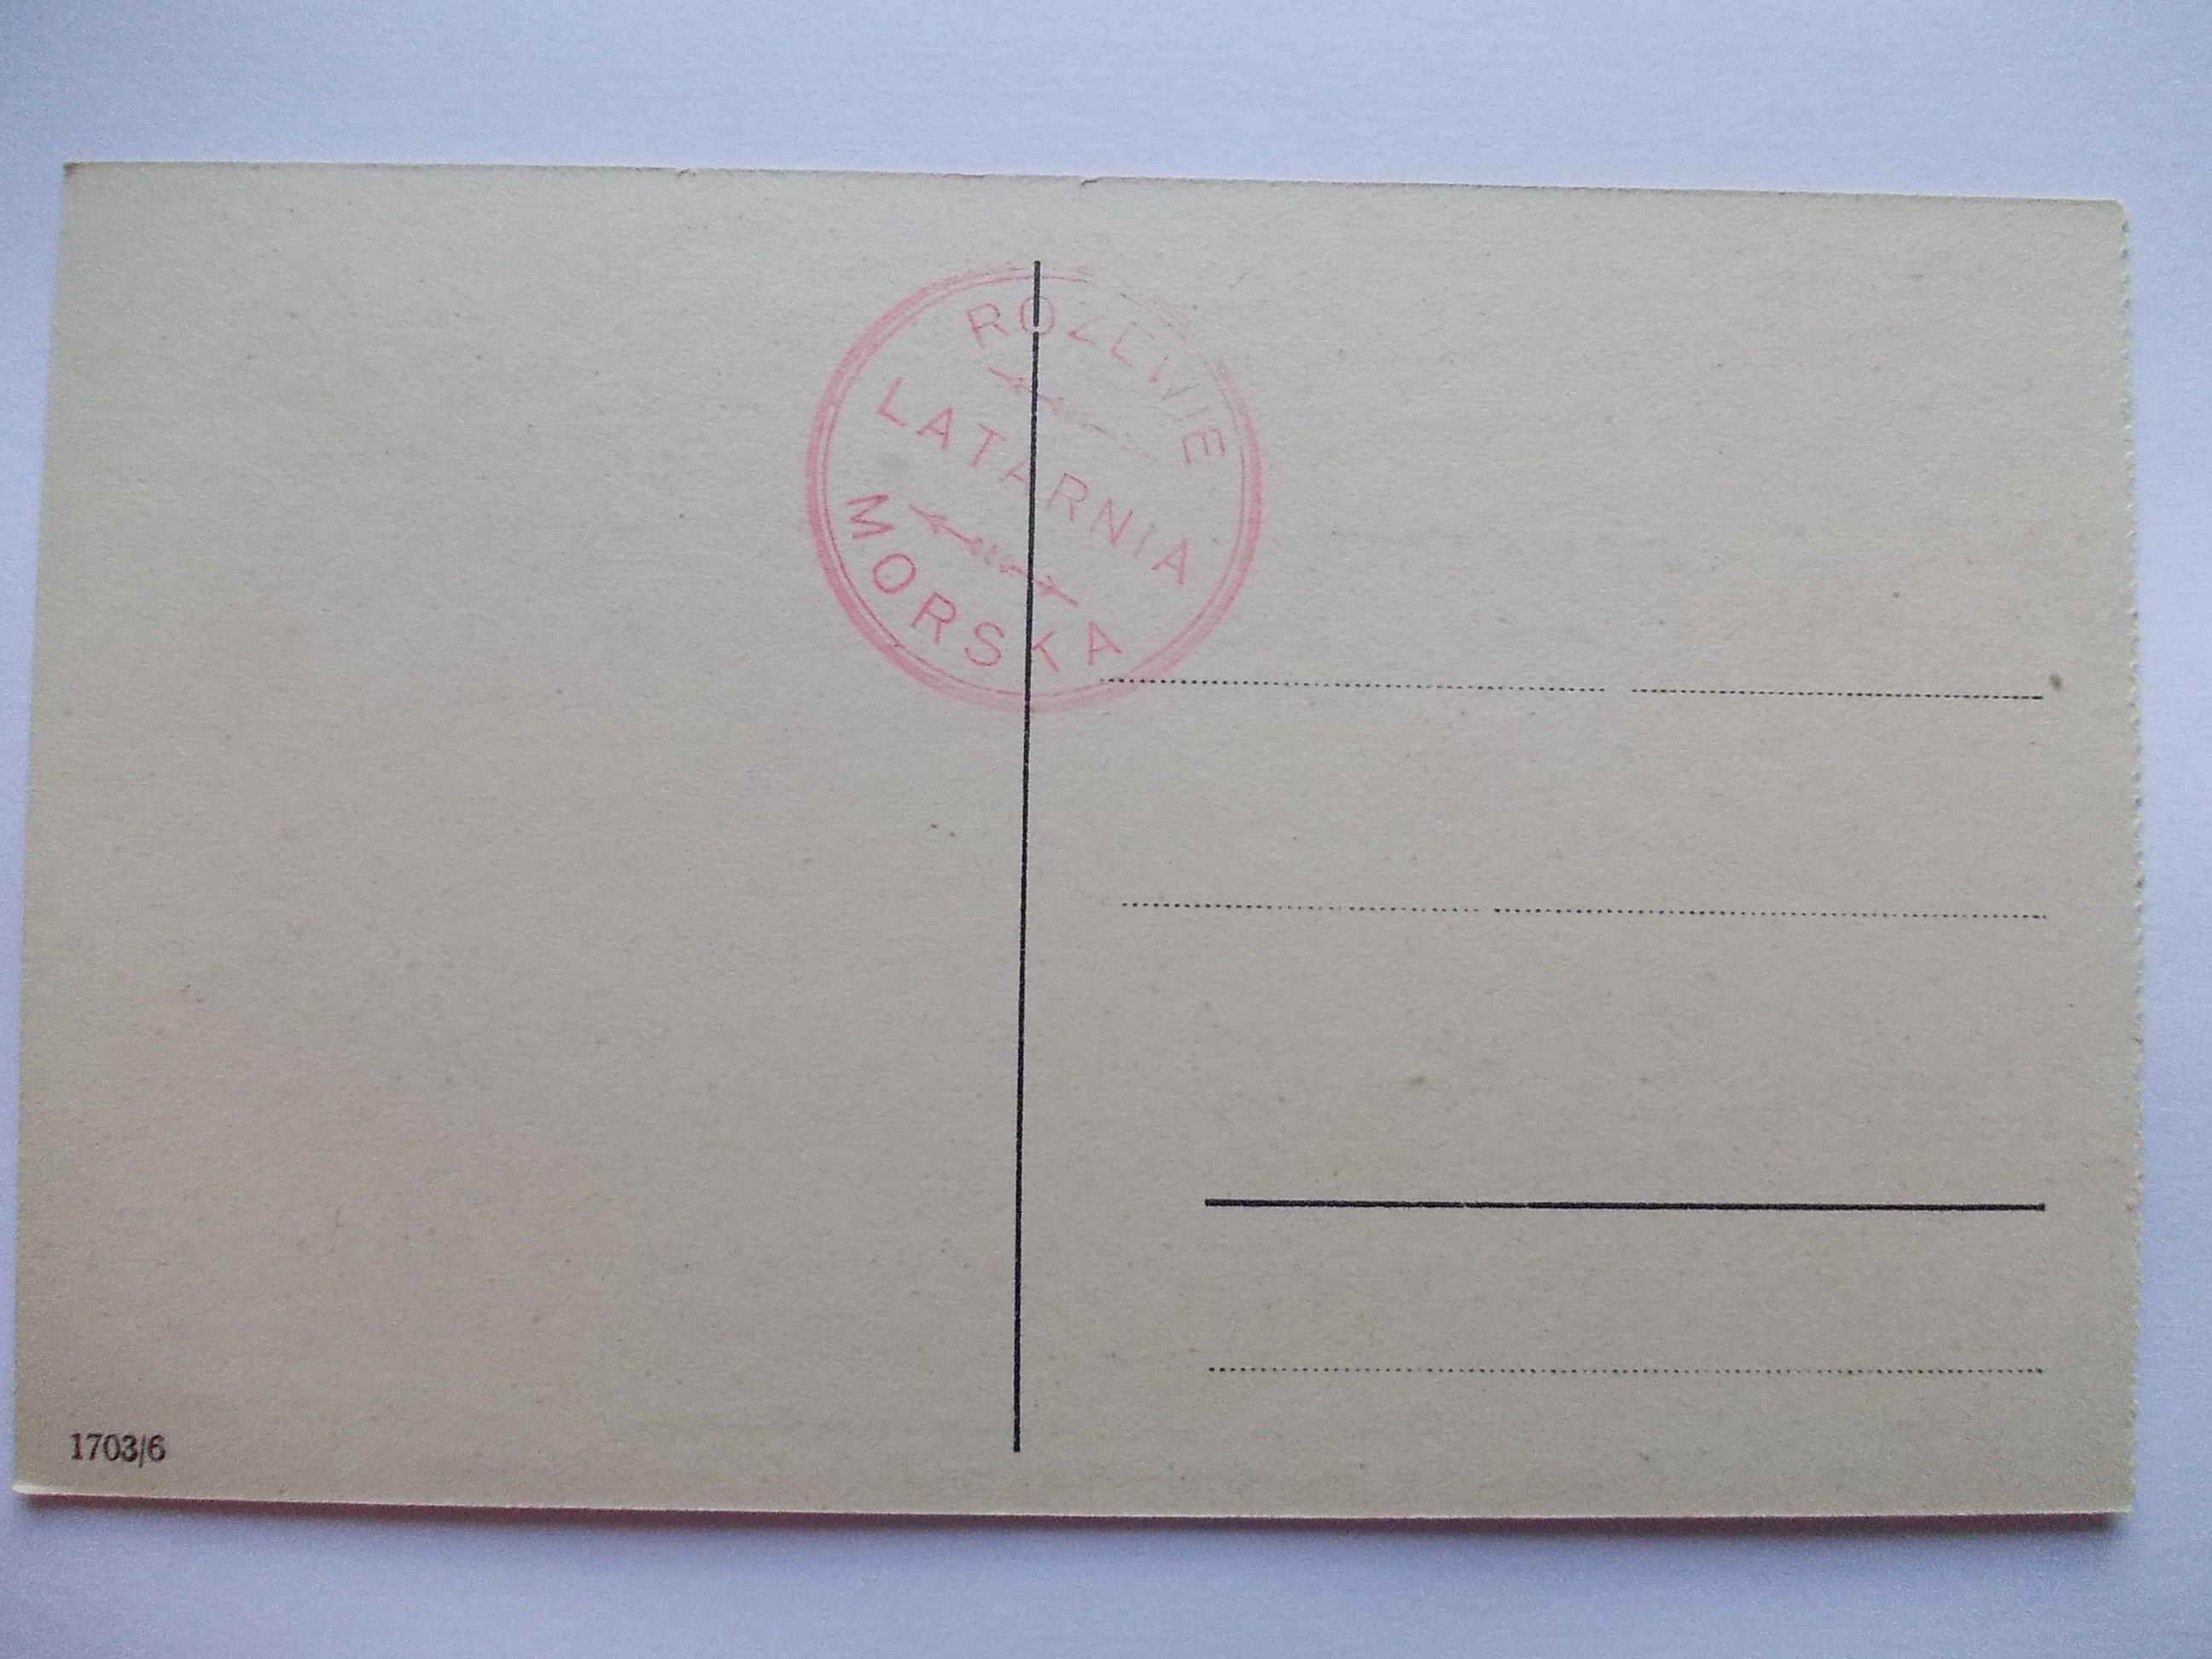 ROZEWIE
LATARNIA
MORSKA
1703/6